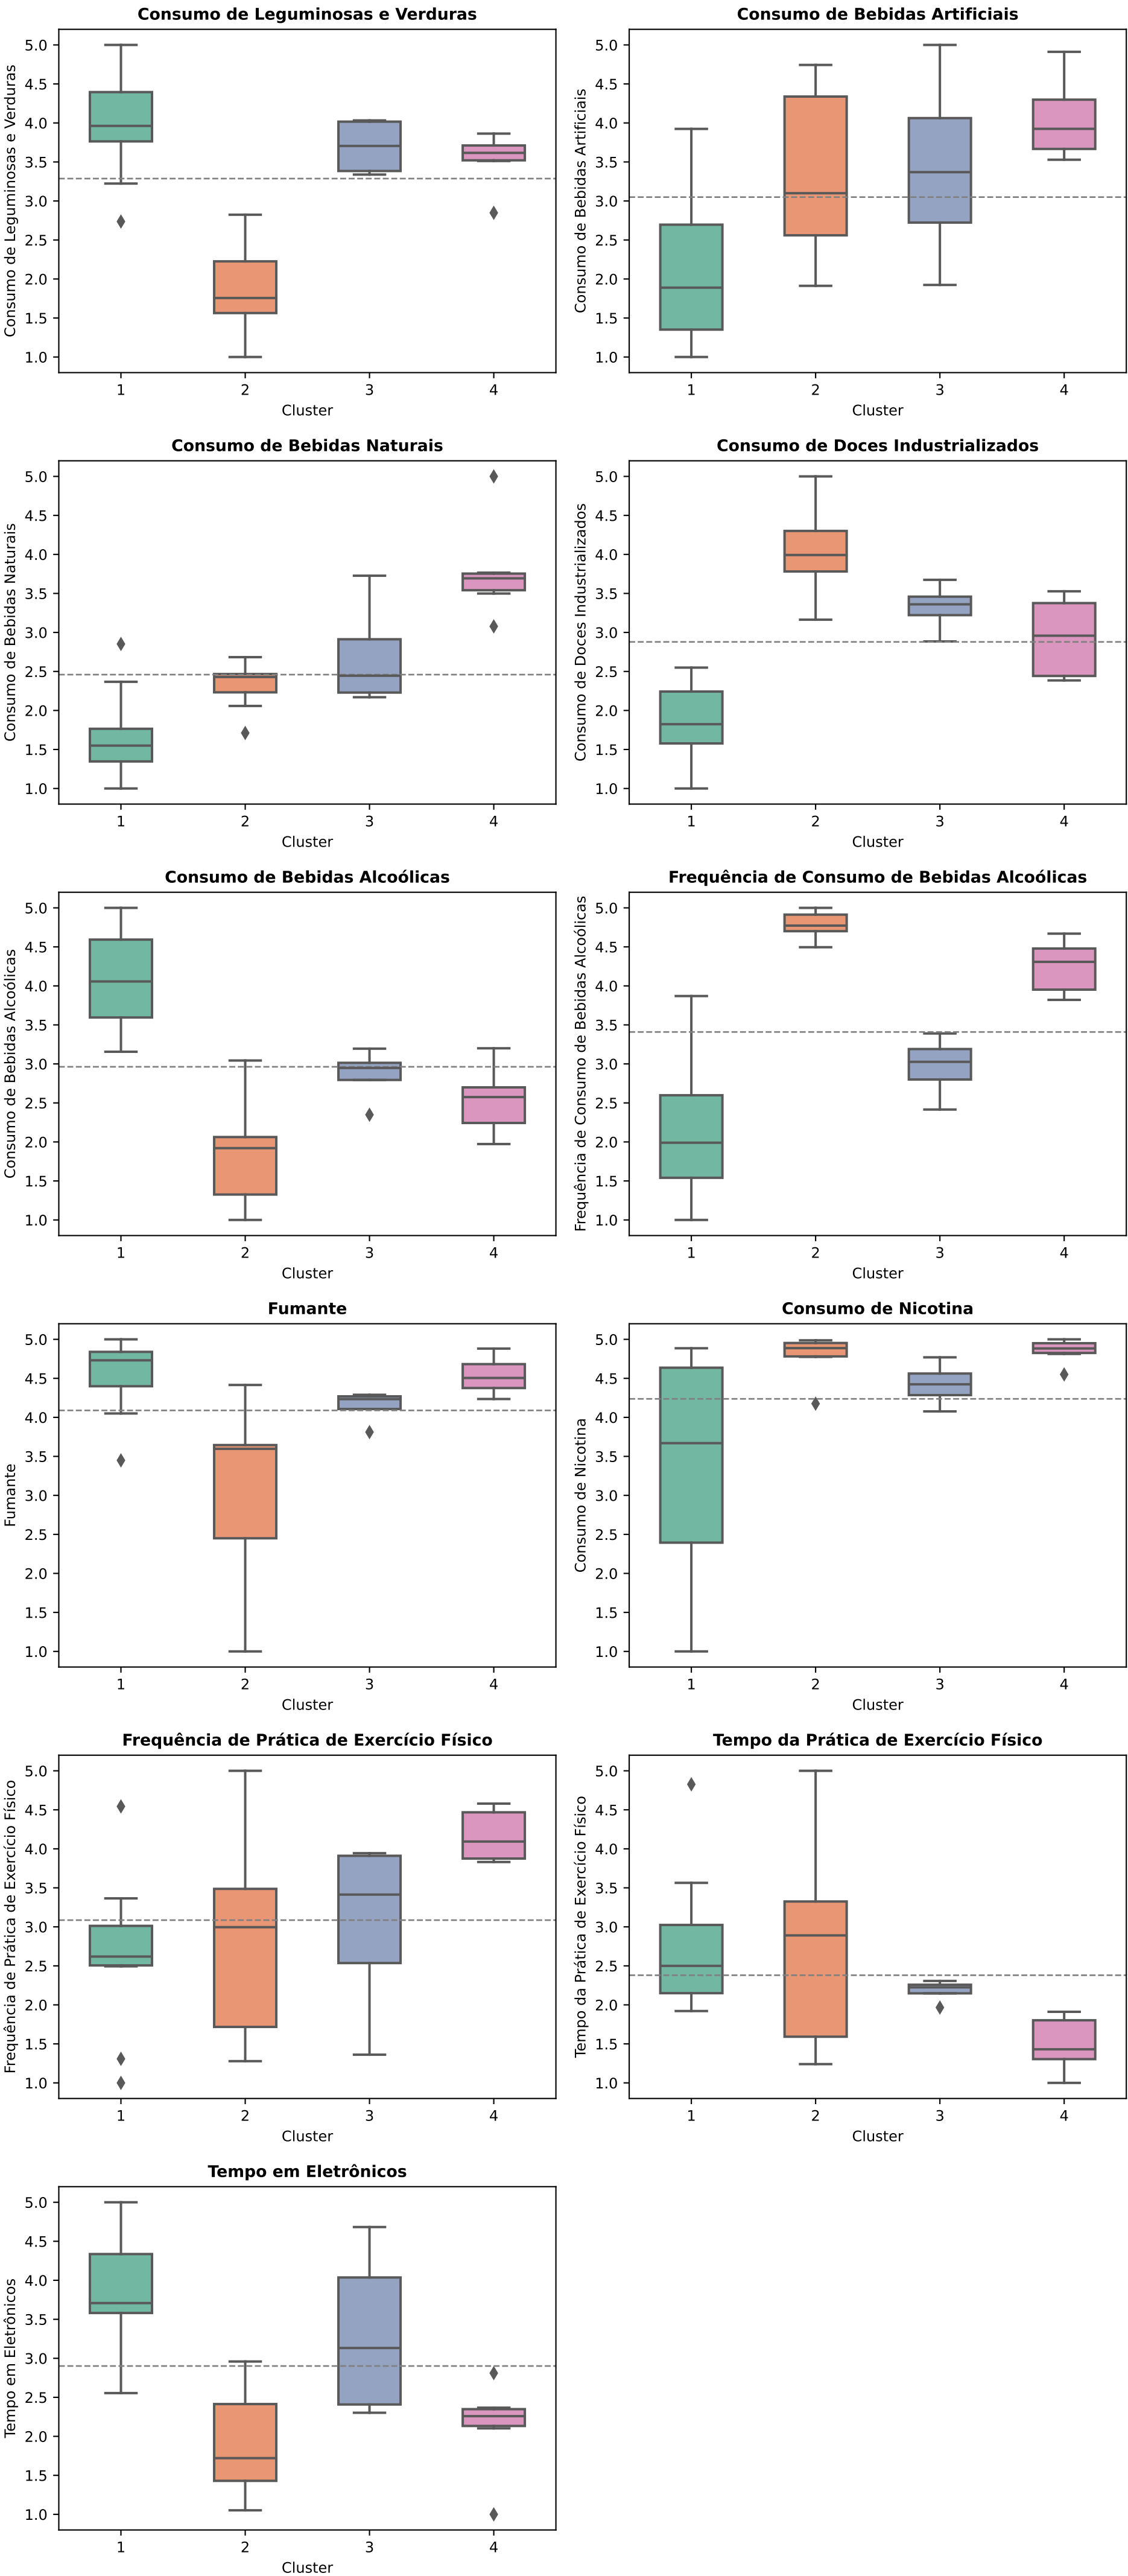 Consumo de Leguminosas e Verduras
Consumo de Leguminosas e Verduras
5.0
4.5
4.0
3.5
3.0
2.5
2.0
1.5
1.0
1 2 3 4
Cluster
Consumo de Bebidas Artificiais
Consumo de Bebidas Artificiais
5.0
4.5
4.0
3.5
3.0
2.5
2.0
1.5
1.0
1 2 3 4
Cluster
Consumo de Bebidas Naturais
Consumo de Bebidas Naturais
5.0
4.5
4.0
3.5
3.0
2.5
2.0
1.5
1.0
1 2 3 4
Cluster
Consumo de Doces Industrializados
Consumo de Doces Industrializados
5.0
4.5
4.0
3.5
3.0
2.5
2.0
1.5
1.0
1 2 3 4
Cluster
Consumo de Bebidas Alcoólicas
Consumo de Bebidas Alcoólicas
5.0
4.5
4.0
3.5
3.0
2.5
2.0
1.5
1.0
1 2 3 4
Cluster
Frequência de Consumo de Bebidas Alcoólicas
Frequência de Consumo de Bebidas Alcoólicas
5.0
4.5
4.0
3.5
3.0
2.5
2.0
1.5
1.0
1 2 3 4
Cluster
Fumante
Fumante
5.0
4.5
4.0
3.5
3.0
2.5
2.0
1.5
1.0
1 2 3 4
Cluster
Consumo de Nicotina
Consumo de Nicotina
5.0
4.5
4.0
3.5
3.0
2.5
2.0
1.5
1.0
1 2 3 4
Cluster
Frequência de Prática de Exercício Físico
Frequência de Prática de Exercício Físico
5.0
4.5
4.0
3.5
3.0
2.5
2.0
1.5
1.0
1 2 3 4
Cluster
Tempo da Prática de Exercício Físico
Tempo da Prática de Exercício Físico
5.0
4.5
4.0
3.5
3.0
2.5
2.0
1.5
1.0
1 2 3 4
Cluster
Tempo em Eletrônicos
Tempo em Eletrônicos
5.0
4.5
4.0
3.5
3.0
2.5
2.0
1.5
1.0
1 2 3 4
Cluster